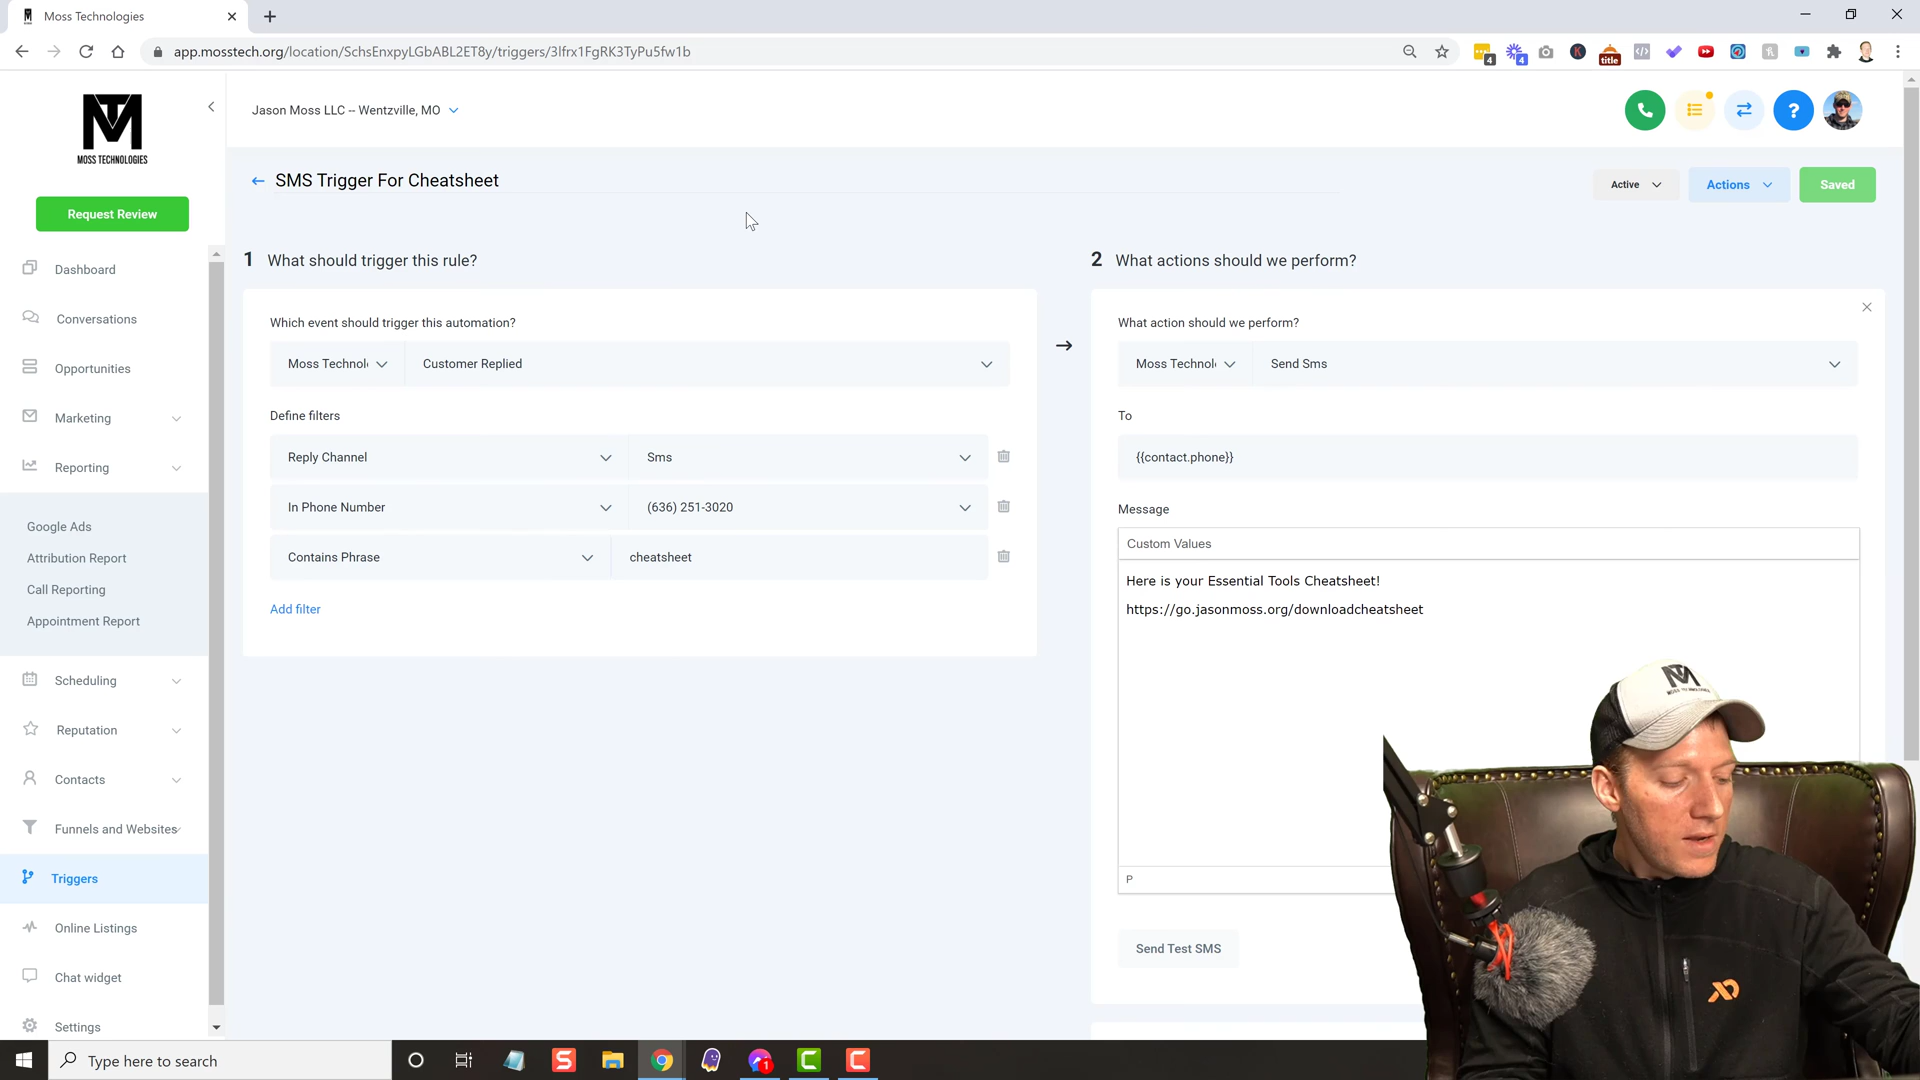 Moss Technologies
app.mosstech.org/location/SchsEnxpyLGbABL2ET8y/triggers/3lfrx1FgRK3TyPu5fw1b
4
4
title
MOSS TECHNOLOGIES
Request Review
Dashboard
Conversations
Opportunities
Marketing
Reporting
Google Ads
Attribution Report
Call Reporting
Appointment Report
Scheduling
Reputation
Contacts
Funnels and Websites
Triggers
Online Listings
Chat widget
Settings
Jason Moss LLC -- Wentzville, MO
SMS Trigger For Cheatsheet
Active
Actions
Saved
1 What should trigger this rule?
Which event should trigger this automation?
Moss Technol
Customer Replied
Define filters
Reply Channel
Sms
In Phone Number
(636) 251-3020
Contains Phrase
cheatsheet
Add filter
2 What actions should we perform?
What action should we perform?
Moss Technol
Send Sms
To
{{contact.phone}}
Message
Custom Values
Here is your Essential Tools Cheatsheet!
https://go.jasonmoss.org/downloadcheatsheet
P
Send Test SMS
Type here to search
1